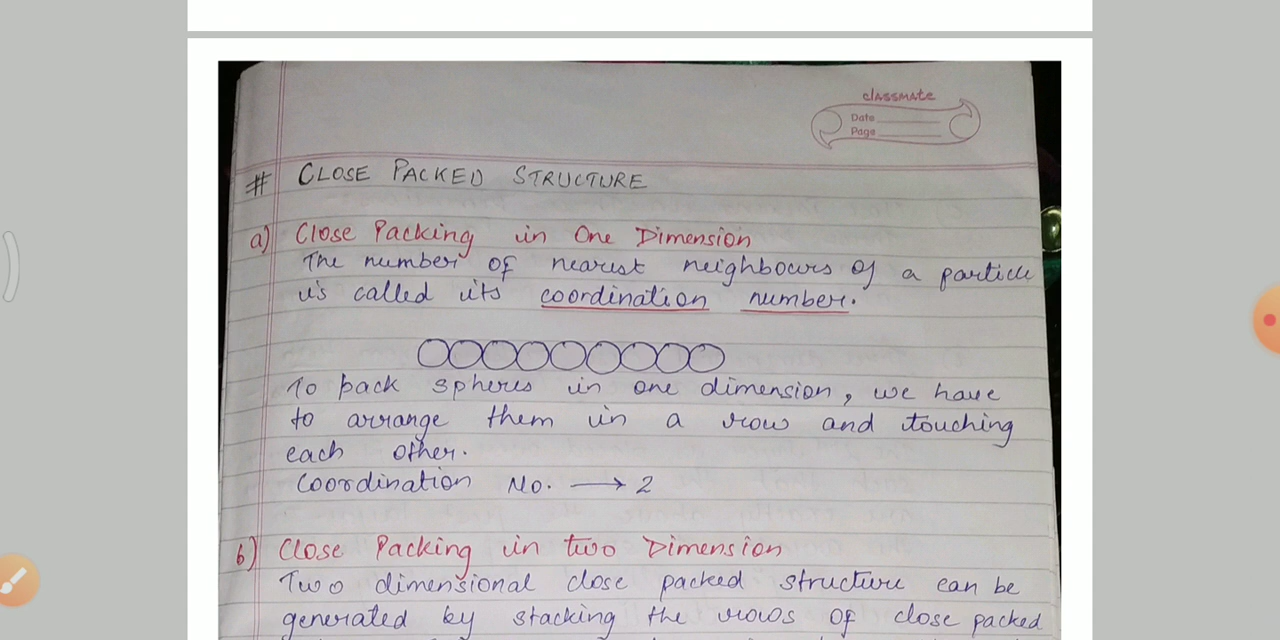 classmate
Date
Page
# CLOSE PACKED STRUCTURE
a) Close Packing in One Dimension
The number of nearest neighbours of a particle
is called its coordination number.
To pack spheres in one dimension, we have
to arrange them in a row and touching
each other.
Coordination No. → 2
b) Close Packing in two Dimension
Two dimensional close packed structure can be
generated by stacking the rows of close packed